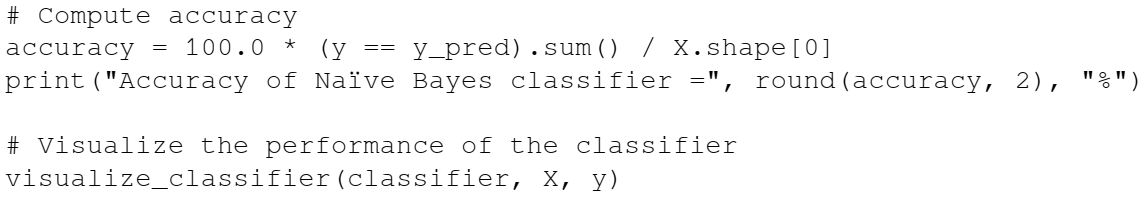 # Compute accuracy
accuracy = 100.0 * (y == y_pred).sum() / X.shape[0]
print("Accuracy of Naïve Bayes classifier =", round(accuracy, 2), "%")
# Visualize the performance of the classifier
visualize_classifier(classifier, X, y)